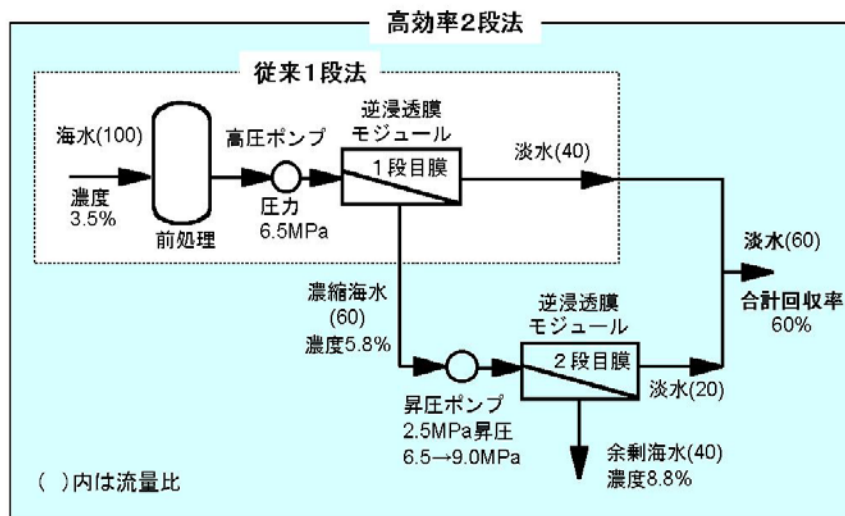 高効率2段法
従来1段法
海水(100)
濃度
3.5%
前処理
高圧ポンプ
圧力
6.5MPa
逆浸透膜
モジュール
1段目膜
淡水(40)
濃縮海水
(60)
濃度5.8%
昇圧ポンプ
2.5MPa昇圧
6.5→9.0MPa
逆浸透膜
モジュール
2段目膜
淡水(20)
淡水(60)
合計回収率
60%
余剰海水(40)
濃度8.8%
( )内は流量比